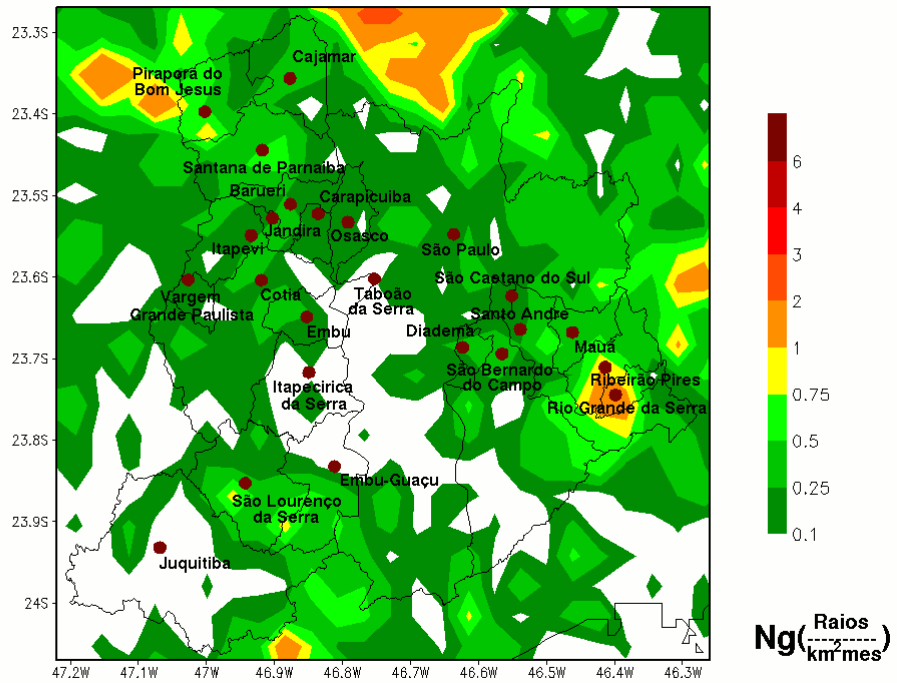 23.3S
23.4S
23.5S
23.6S
23.7S
23.8S
23.9S
24S
47.2W
47.1W
47W
46.9W
46.8W
46.7W
46.6W
46.5W
46.4W
46.3W
Cajamar
Pirapora do
Bom Jesus
Santana de Parnaiba
Barueri
Carapicuiba
Jandira
Osasco
Itapevi
São Paulo
São Caetano do Sul
Vargem
Grande Paulista
Cotia
Taboão
da Serra
Santo Andre
Embu
Diadema
Mauá
São Bernardo
do Campo
Ribeirão Pires
Itapecirica
da Serra
Rio Grande da Serra
Embu-Guaçu
São Lourenço
da Serra
Juquitiba
6
4
3
2
1
0.75
0.5
0.25
0.1
Ng(Raios
km²mes)